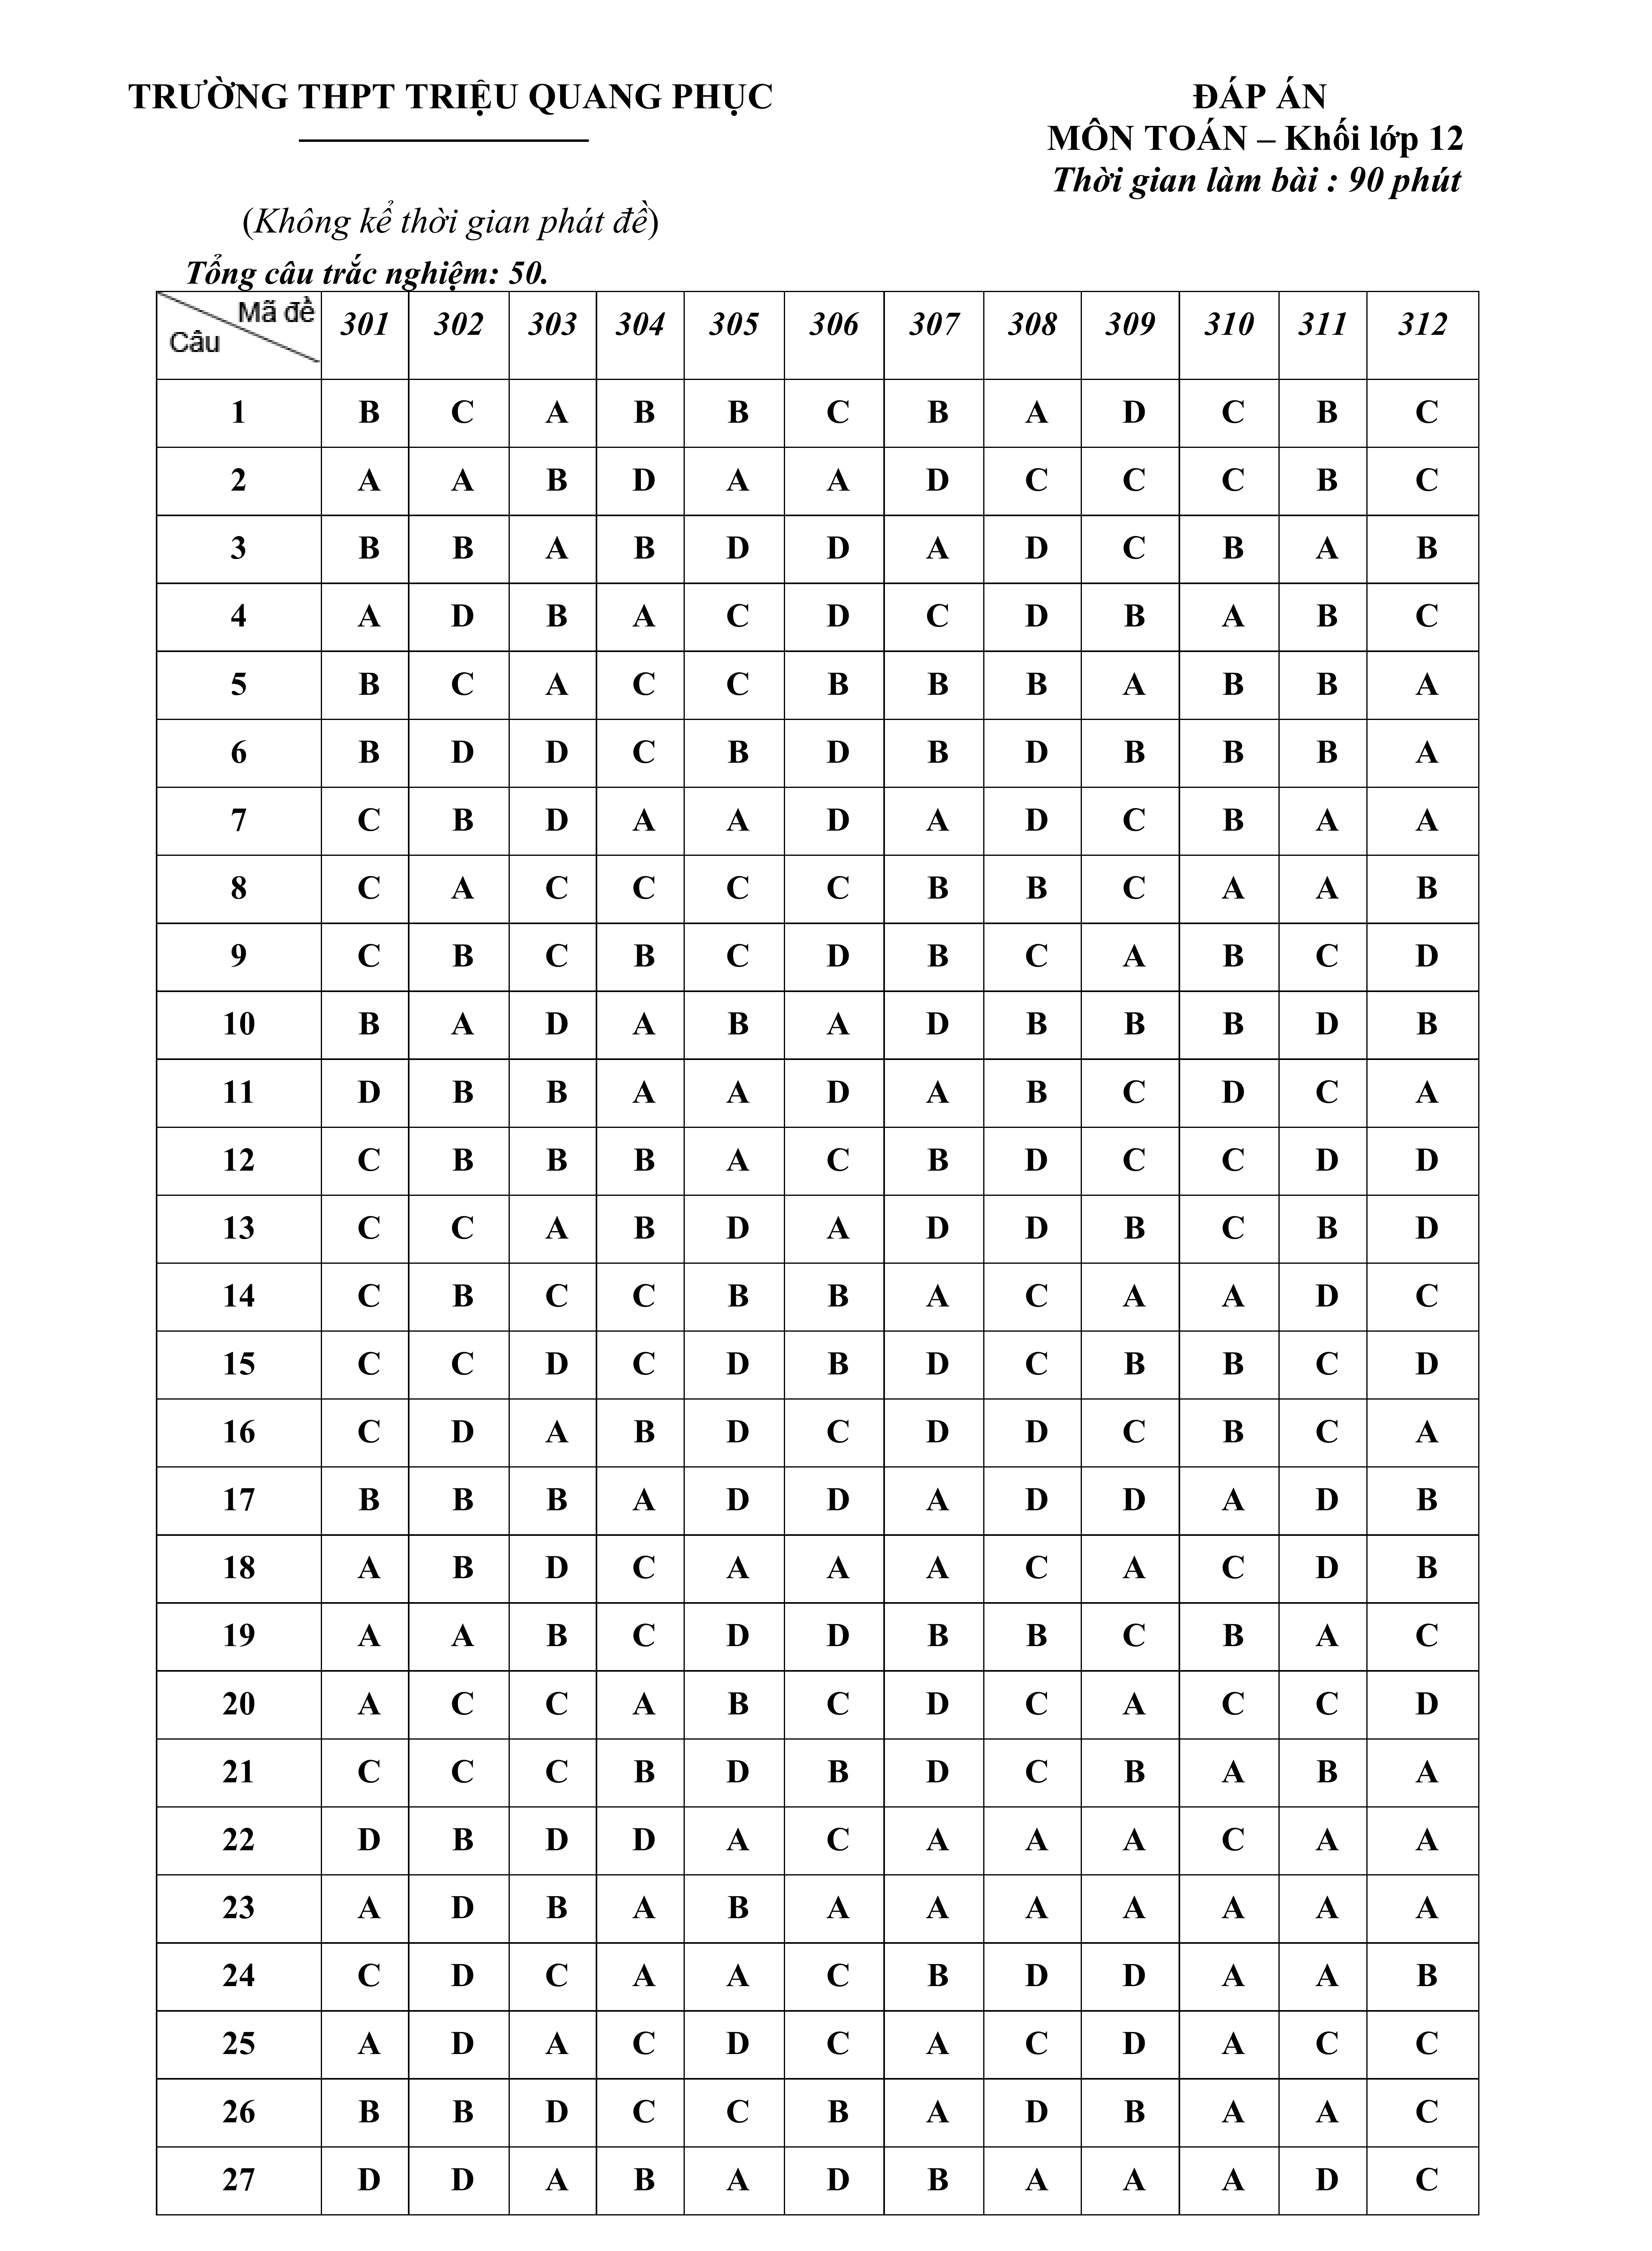 TRƯỜNG THPT TRIỆU QUANG PHỤC
ĐÁP ÁN
MÔN TOÁN – Khối lớp 12
Thời gian làm bài : 90 phút
(Không kể thời gian phát đề)
Tổng câu trắc nghiệm: 50.
Câu Mã đề 301 302 303 304 305 306 307 308 309 310 311 312
1 B C A B B C B A D C B C
2 A A B D A A D C C C B C
3 B B A B D D A D C B A B
4 A D B A C D C D B A B C
5 B C A C C B B B A B B A
6 B D D C B D B D B B B A
7 C B D A A D A D C B A A
8 C A C C C C B B C A A B
9 C B C B C D B C A B C D
10 B A D A B A D B B B D B
11 D B B A A D A B C D C A
12 C B B B A C B D C C D D
13 C C A B D A D D B C B D
14 C B C C B B A C A A D C
15 C C D C D B D C B B C D
16 C D A B D C D D C B C A
17 B B B A D D A D D A D B
18 A B D C A A A C A C D B
19 A A B C D D B B C B A C
20 A C C A B C D C A C C D
21 C C C B D B D C B A B A
22 D B D D A C A A A C A A
23 A D B A B A A A A A A A
24 C D C A A C B D D A A B
25 A D A C D C A C D A C C
26 B B D C C B A D B A A C
27 D D A B A D B A A A D C